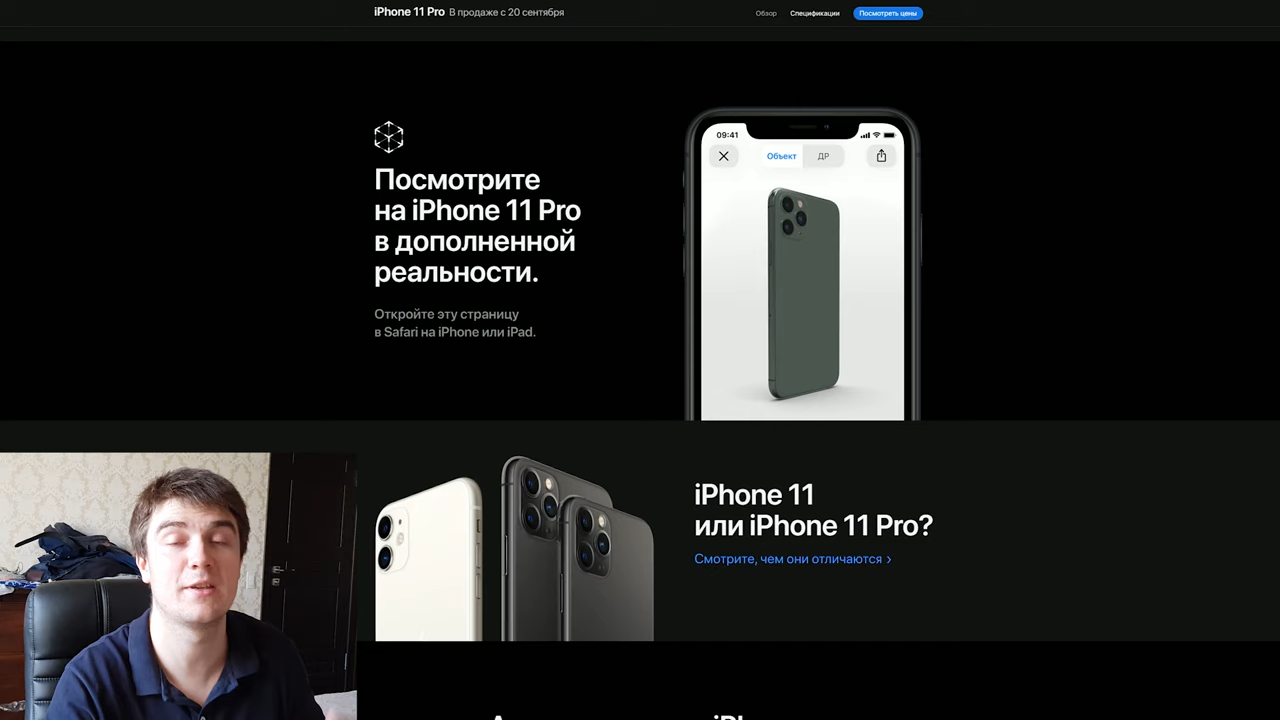 iPhone 11 Pro В продаже с 20 сентября
Обзор Спецификации Посмотреть цены
09:41
Объект ДР
Посмотрите
на iPhone 11 Pro
в дополненной
реальности.
Откройте эту страницу
в Safari на iPhone или iPad.
iPhone 11
или iPhone 11 Pro?
Смотрите, чем они отличаются ›